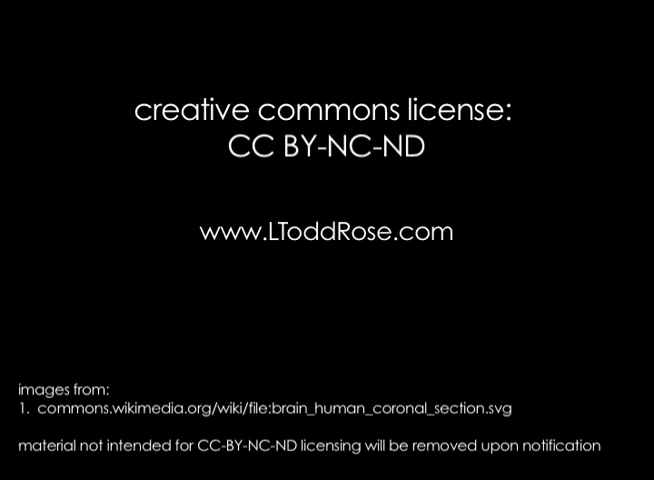 creative commons license:
CC BY-NC-ND
www.LToddRose.com
images from:
1. commons.wikimedia.org/wiki/file:brain_human_coronal_section.svg
material not intended for CC-BY-NC-ND licensing will be removed upon notification